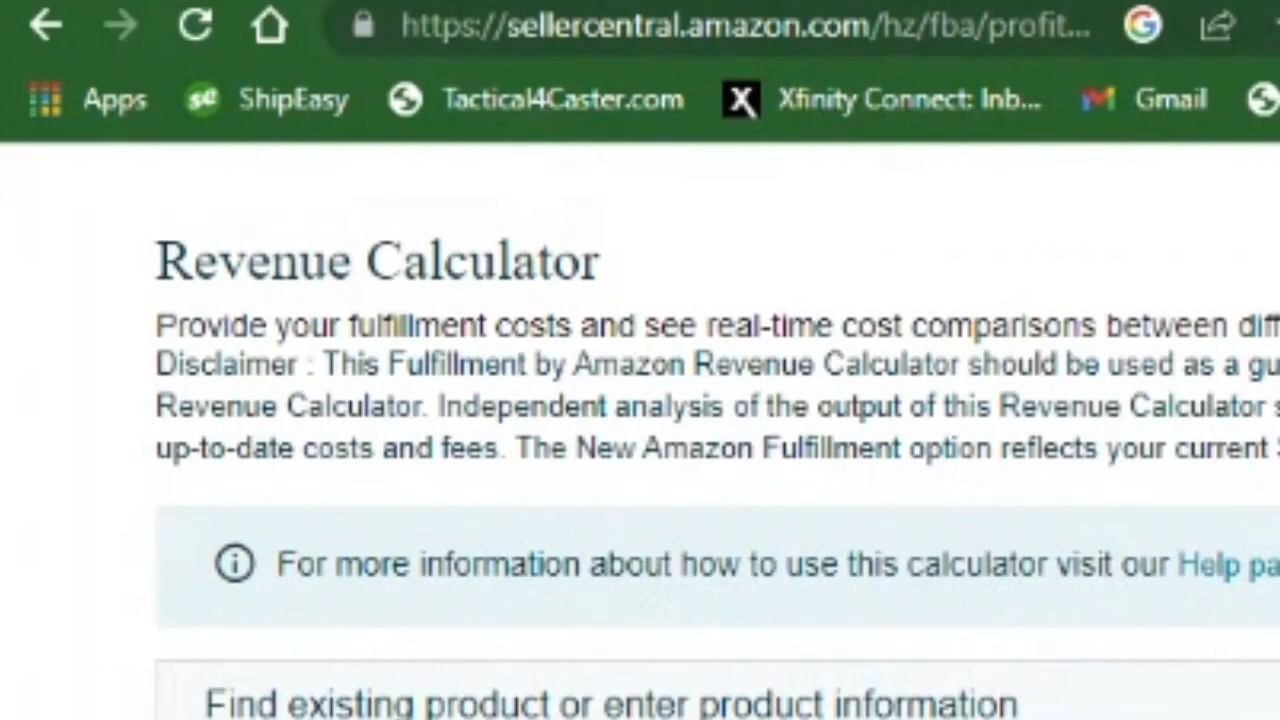 https://sellercentral.amazon.com/hz/fba/profit...
Apps se ShipEasy Tactical4Caster.com X Xfinity Connect: Inb... Gmail
Revenue Calculator
Provide your fulfillment costs and see real-time cost comparisons between diff
Disclaimer : This Fulfillment by Amazon Revenue Calculator should be used as a gu
Revenue Calculator. Independent analysis of the output of this Revenue Calculator s
up-to-date costs and fees. The New Amazon Fulfillment option reflects your current
For more information about how to use this calculator visit our Help pa
Find existing product or enter product information